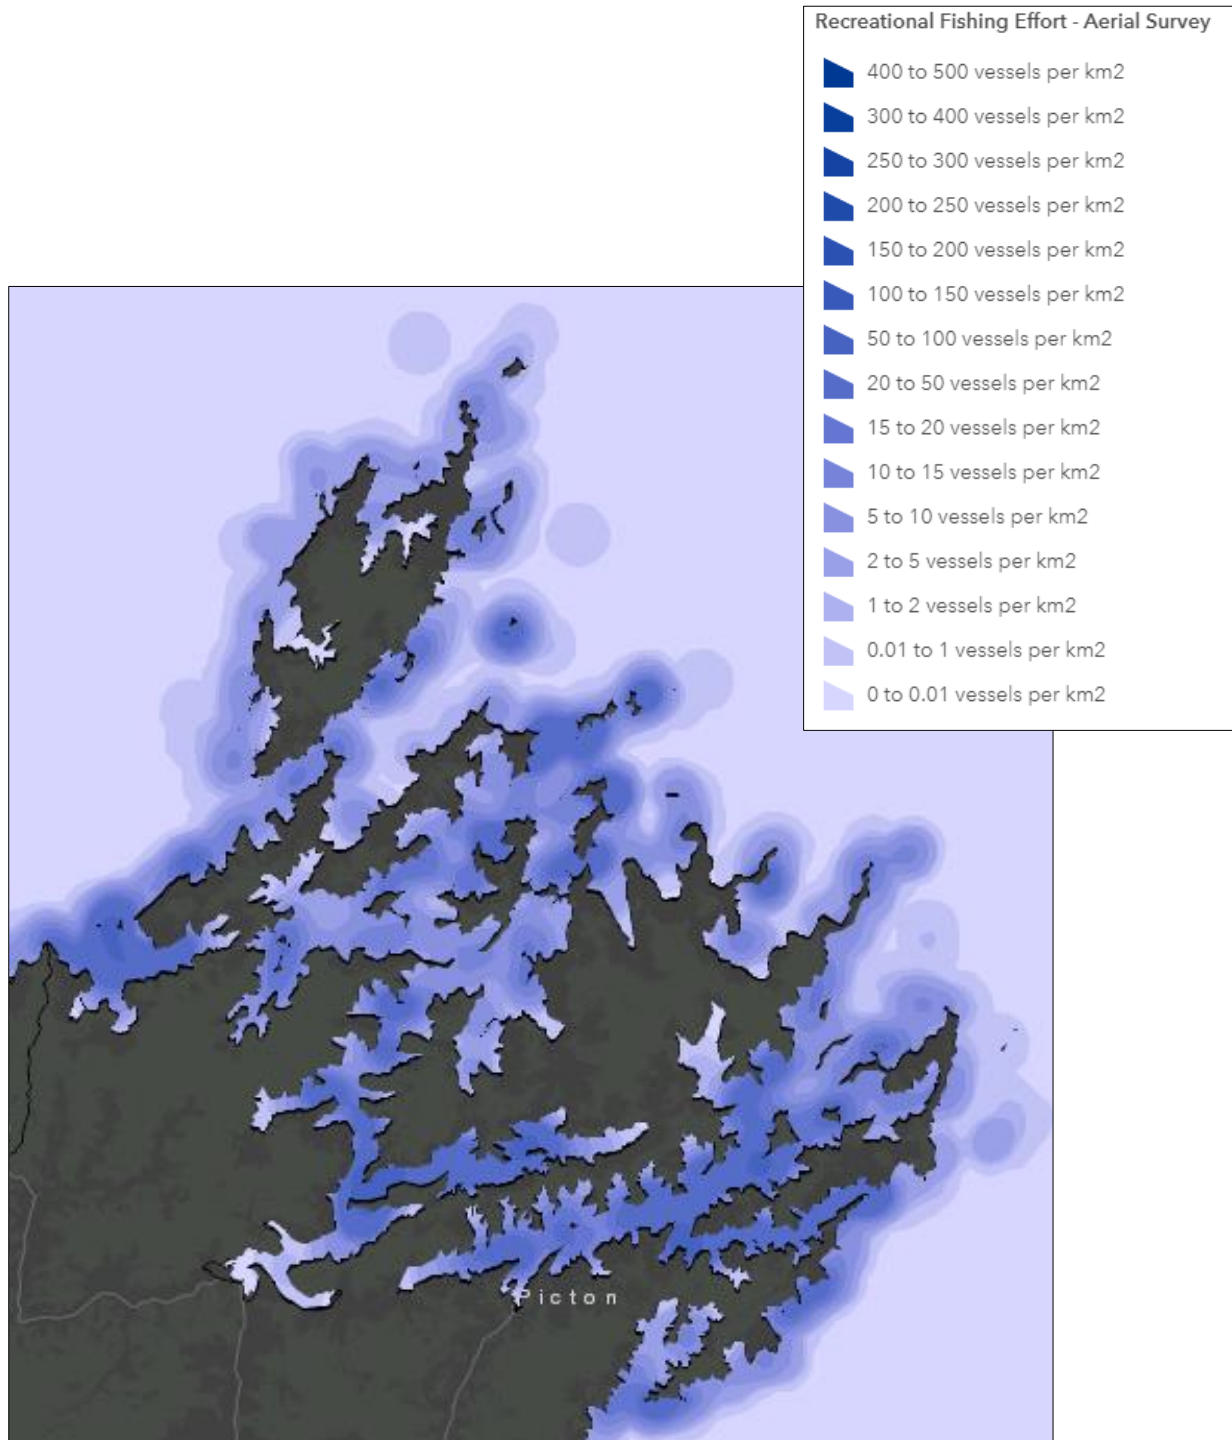 Recreational Fishing Effort - Aerial Survey
400 to 500 vessels per km2
300 to 400 vessels per km2
250 to 300 vessels per km2
200 to 250 vessels per km2
150 to 200 vessels per km2
100 to 150 vessels per km2
50 to 100 vessels per km2
20 to 50 vessels per km2
15 to 20 vessels per km2
10 to 15 vessels per km2
5 to 10 vessels per km2
2 to 5 vessels per km2
1 to 2 vessels per km2
0.01 to 1 vessels per km2
0 to 0.01 vessels per km2
Picton